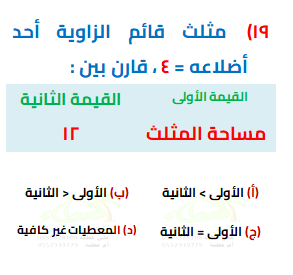 ١٩) مثلث قائم الزاوية أحد
أضلاعه = ٤ ، قارن بين :
القيمة الأولى القيمة الثانية
مساحة المثلث ١٢
(أ) الأولى > الثانية (ب) الأولى < الثانية
(ج) الأولى = الثانية (د) المعطيات غير كافية